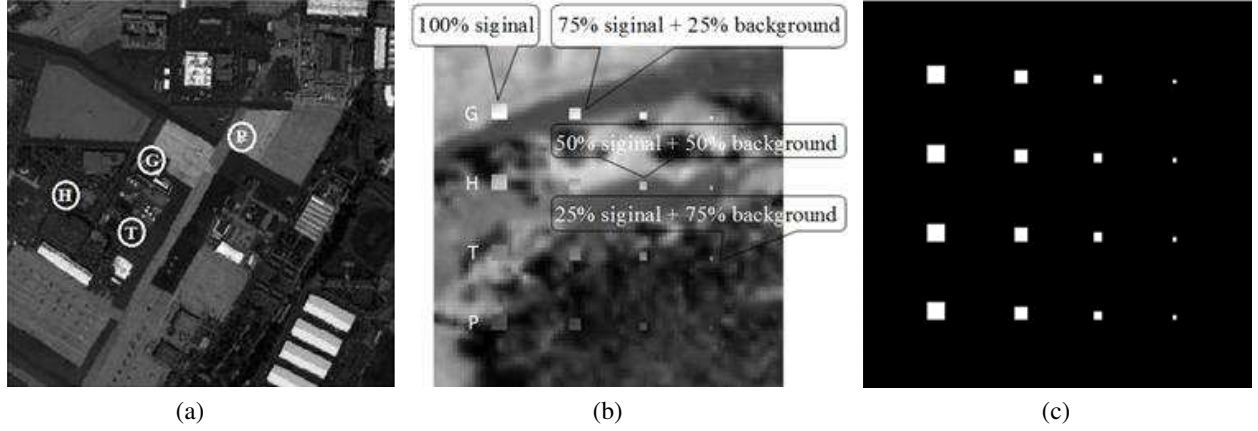 P
G
H
T
100% siginal
75% siginal + 25% background
G
50% siginal + 50% background
H
25% siginal + 75% background
T
P
(a)
(b)
(c)